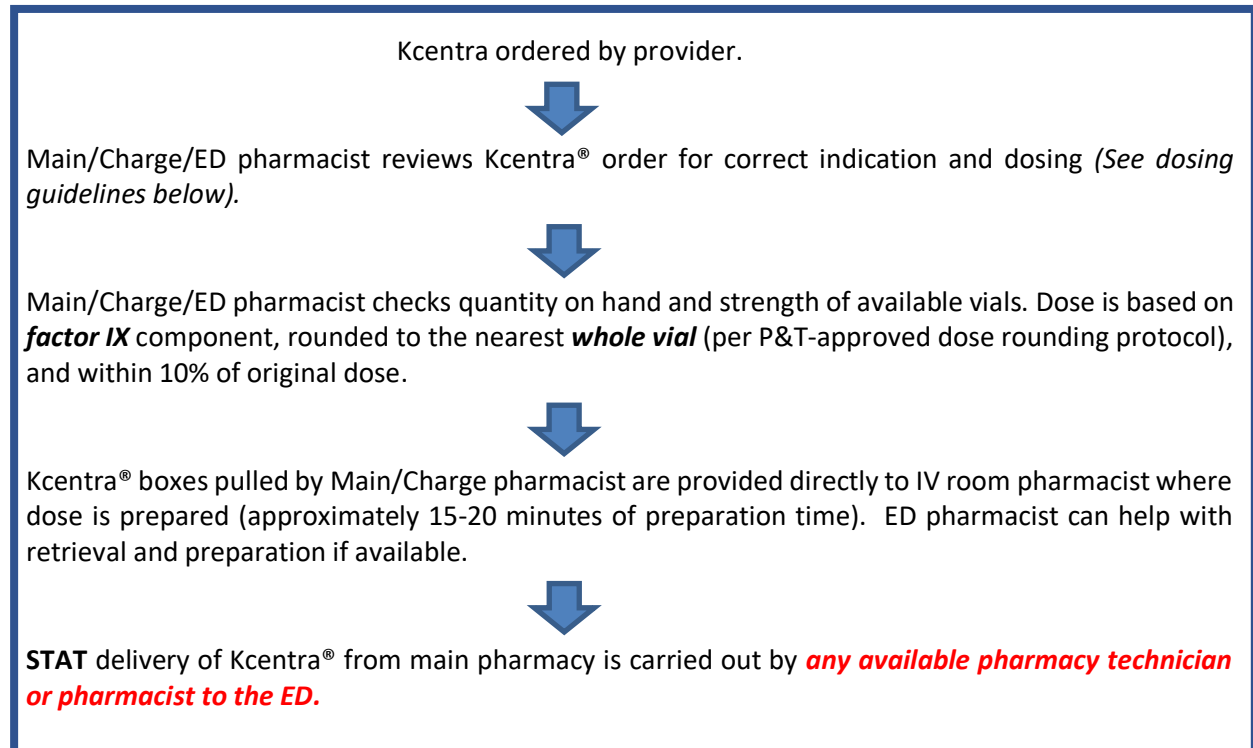 Kcentra ordered by provider.
Main/Charge/ED pharmacist reviews Kcentra® order for correct indication and dosing (See dosing
guidelines below).
Main/Charge/ED pharmacist checks quantity on hand and strength of available vials. Dose is based on
factor IX component, rounded to the nearest whole vial (per P&T-approved dose rounding protocol),
and within 10% of original dose.
Kcentra® boxes pulled by Main/Charge pharmacist are provided directly to IV room pharmacist where
dose is prepared (approximately 15-20 minutes of preparation time). ED pharmacist can help with
retrieval and preparation if available.
STAT delivery of Kcentra® from main pharmacy is carried out by any available pharmacy technician
or pharmacist to the ED.